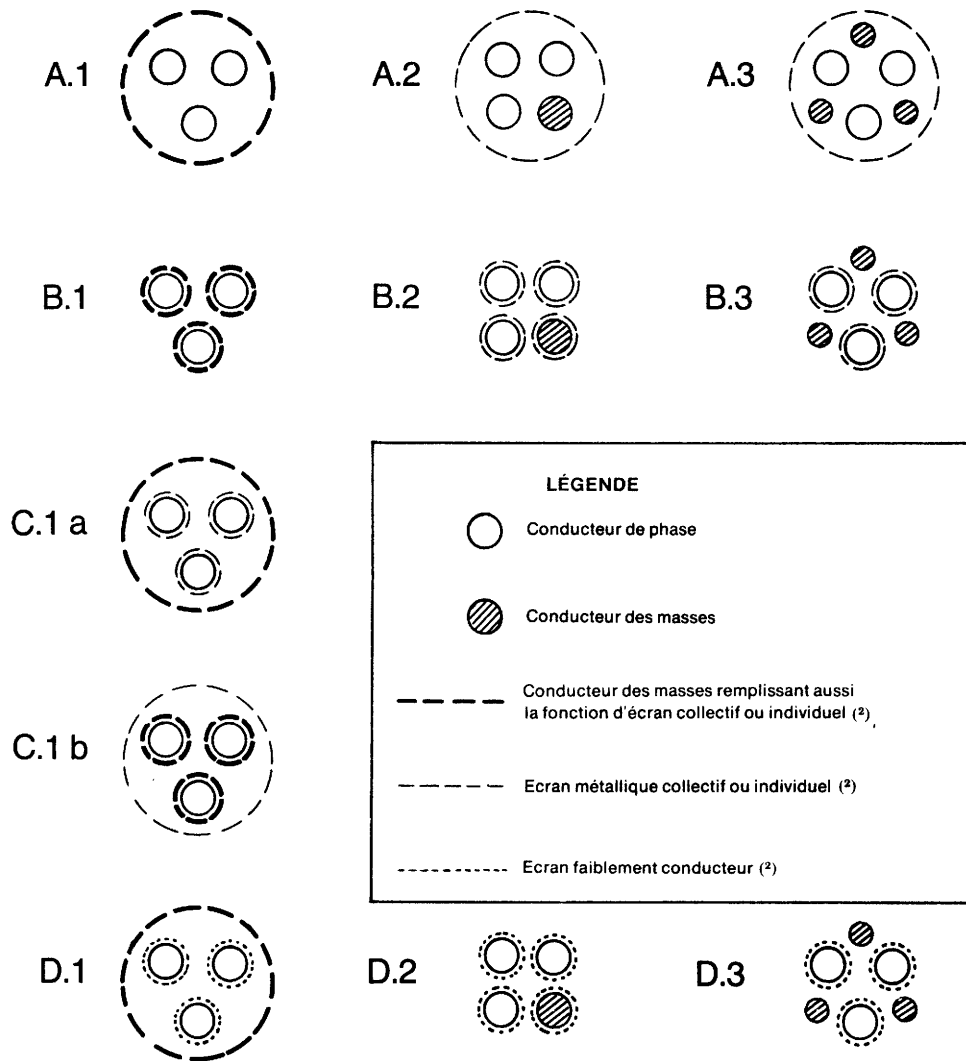 A.1
A.2
A.3
B.1
B.2
B.3
C.1 a
LÉGENDE
Conducteur de phase
Conducteur des masses
Conducteur des masses remplissant aussi
la fonction d'écran collectif ou individuel (²)
C.1 b
Ecran métallique collectif ou individuel (²)
Ecran faiblement conducteur (²)
D.1
D.2
D.3